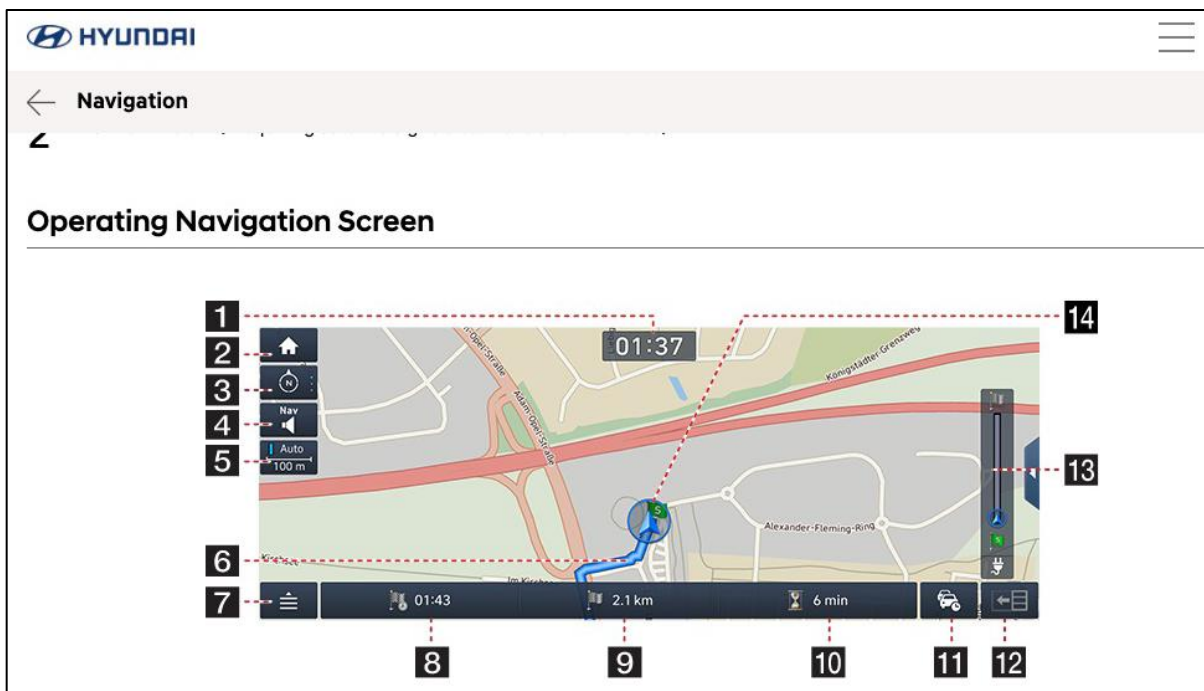 HYUNDAI
Navigation
2
Operating Navigation Screen
1
14
2
01:37
Königstädter Grenzweg
3
Adam-Opel-Straße
4
Nav
5
Auto
100 m
13
Alexander-Fleming-Ring
6
S
S
7
01:43
2.1 km
6 min
8
9
10
11
12
N